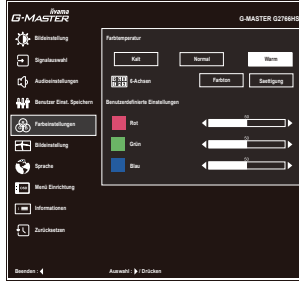 iiyama
G-MASTER
G-MASTER G2766HS
Bildeinstellung
Signalauswahl
Audioeinstellungen
Benutzer Einst. Speichern
Farbeinstellungen
Bildeinstellung
Sprache
OSD
Menü Einrichtung
Informationen
Zurücksetzen
Farbtemperatur
Kalt
Normal
Warm
6-Achsen
Farbton
Saettigung
Benutzerdefinierte Einstellungen
Rot
50
Grün
50
Blau
50
Beenden :
Auswahl : / Drücken